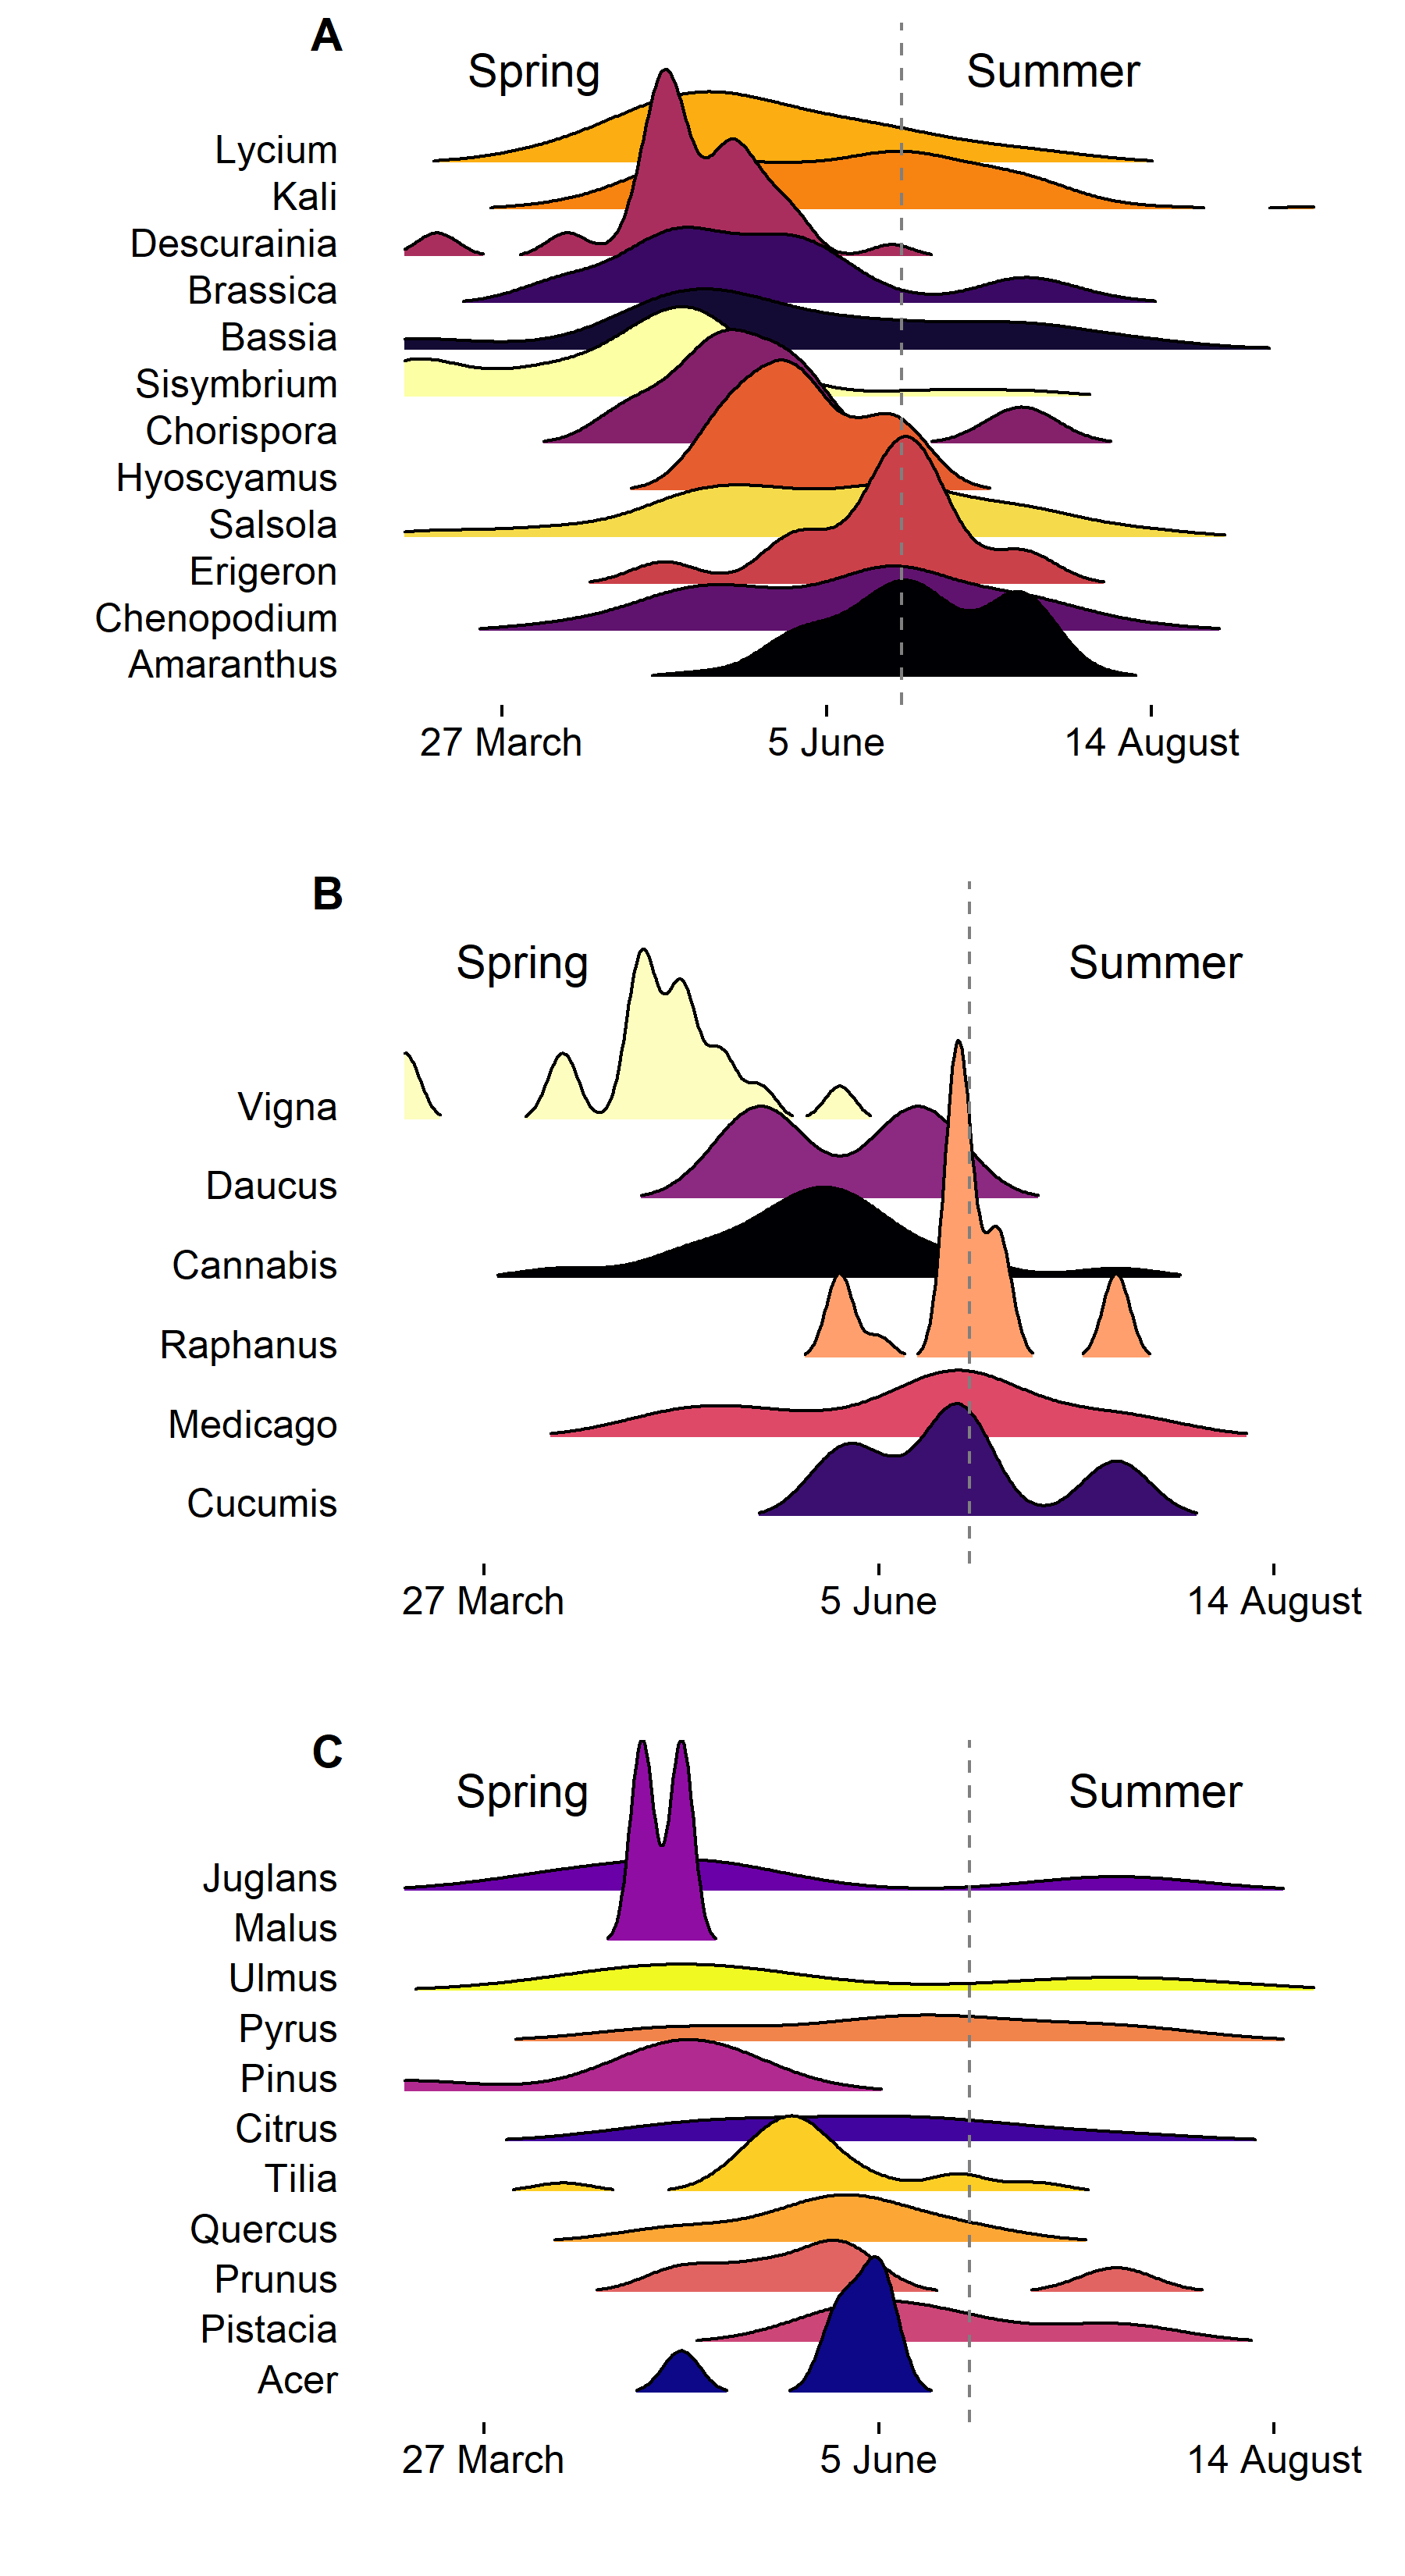 A
Spring Summer
Lycium
Kali
Descurainia
Brassica
Bassia
Sisymbrium
Chorispora
Hyoscyamus
Salsola
Erigeron
Chenopodium
Amaranthus
27 March 5 June 14 August
B
Spring Summer
Vigna
Daucus
Cannabis
Raphanus
Medicago
Cucumis
27 March 5 June 14 August
C
Spring Summer
Juglans
Malus
Ulmus
Pyrus
Pinus
Citrus
Tilia
Quercus
Prunus
Pistacia
Acer
27 March 5 June 14 August